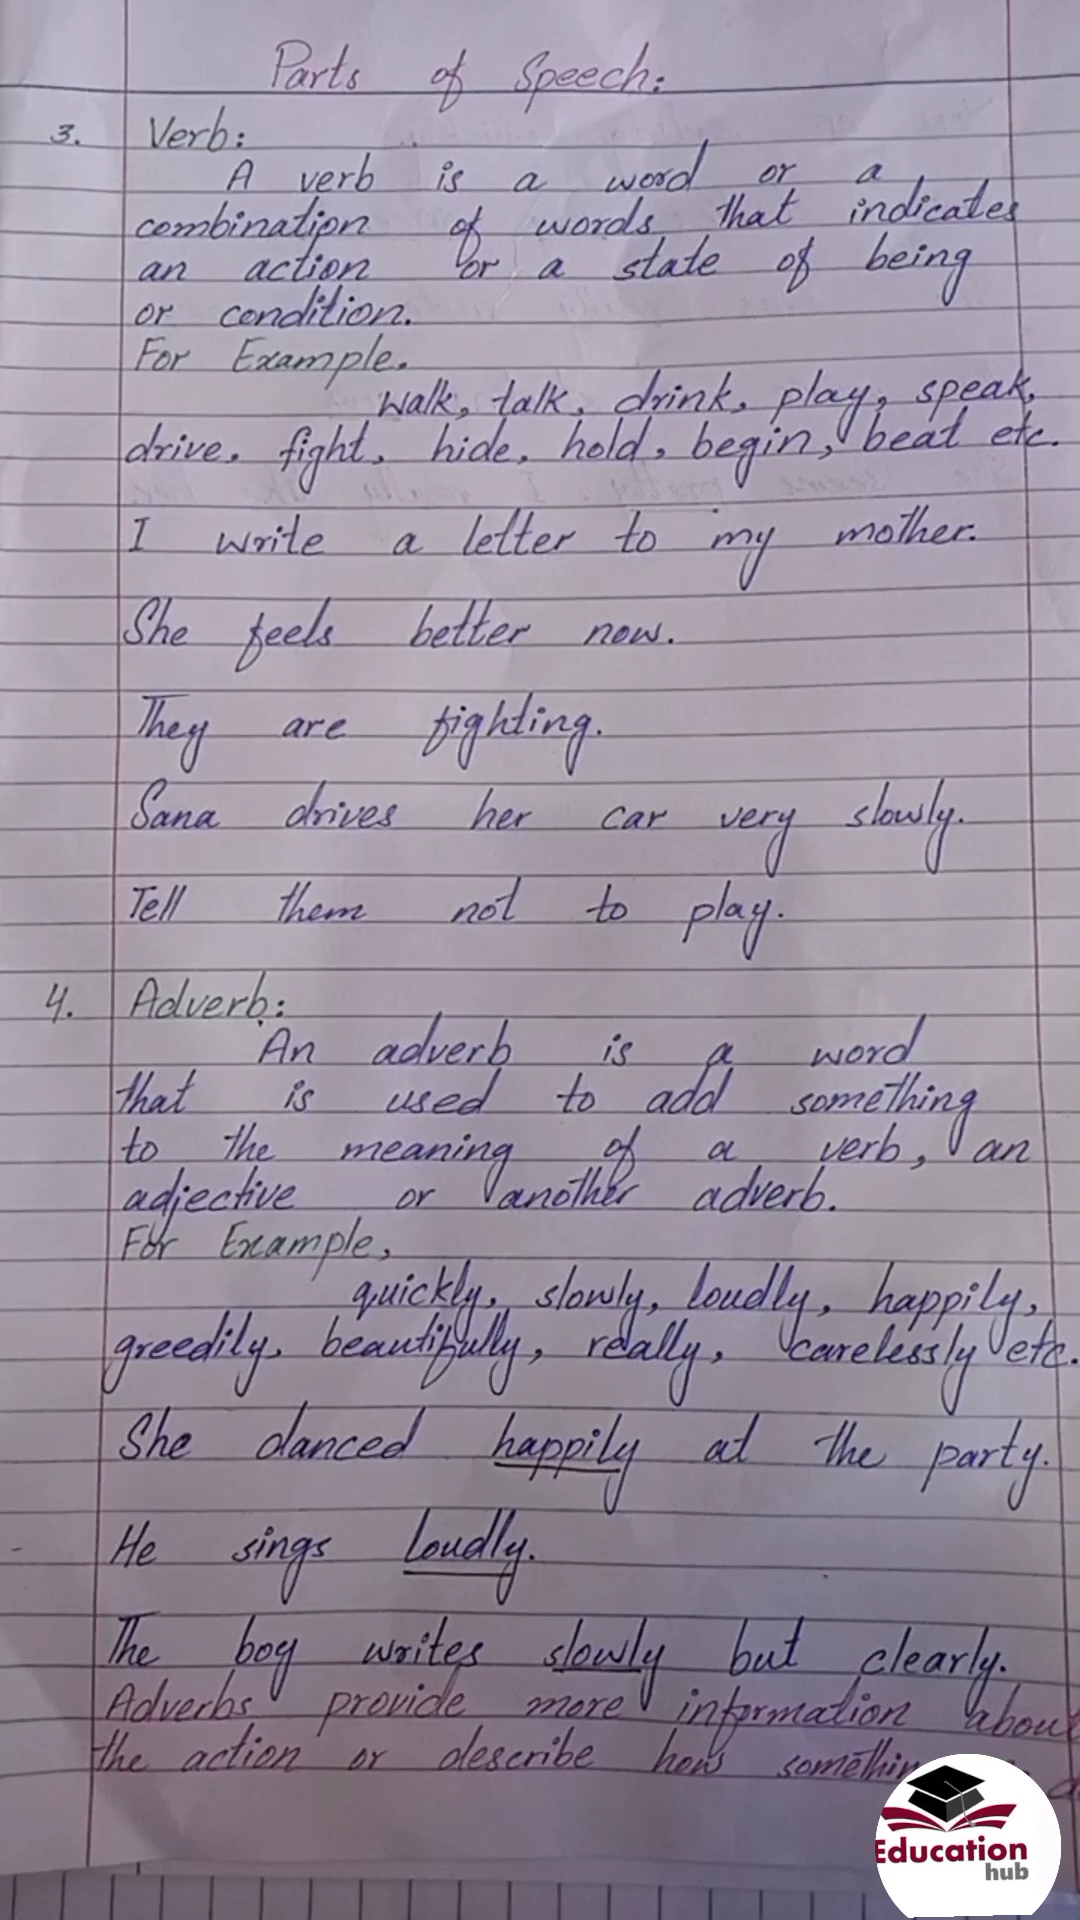 Parts of Speech:
3. Verb:
A verb is a word or a
combination of words that indicates
an action or a state of being
or condition.
For Example.
walk, talk, drink, play, speak,
drive, fight, hide, hold, begin, beat etc.
I write a letter to my mother.
She feels better now.
They are fighting.
Sana drives her car very slowly.
Tell them not to play.
4. Adverb:
An adverb is a word
that is used to add something
to the meaning of a verb, an
adjective or another adverb.
For Example,
quickly, slowly, loudly, happily,
greedily, beautifully, really, carelessly etc.
She danced happily at the party.
He sings loudly.
The boy writes slowly but clearly.
Adverbs provide more information about
the action or describe how
Education
hub